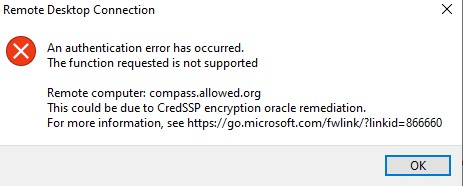 Remote Desktop Connection
An authentication error has occurred.
The function requested is not supported
Remote computer: compass.allowed.org
This could be due to CredSSP encryption oracle remediation.
For more information, see https://go.microsoft.com/fwlink/?linkid=866660
OK